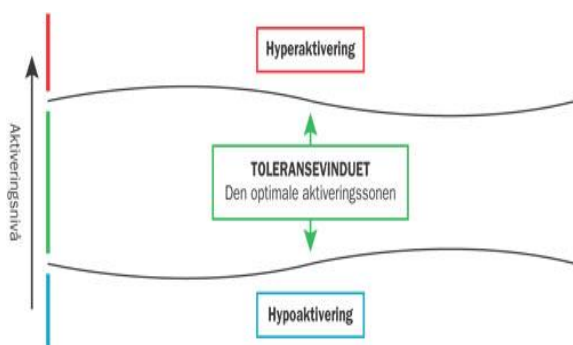 Hyperaktivering
Aktiveringsnivå
TOLERANSEVINDUET
Den optimale aktiveringssonen
Hypoaktivering